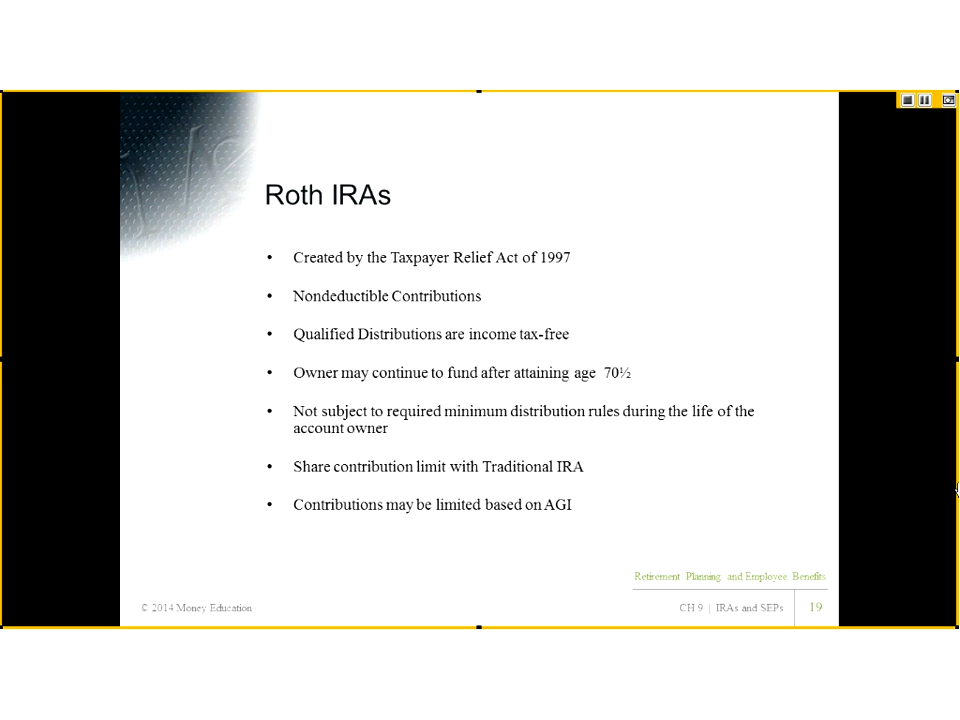 Roth IRAs
• Created by the Taxpayer Relief Act of 1997
• Nondeductible Contributions
• Qualified Distributions are income tax-free
• Owner may continue to fund after attaining age 70½
• Not subject to required minimum distribution rules during the life of the
account owner
• Share contribution limit with Traditional IRA
• Contributions may be limited based on AGI
Retirement Planning and Employee Benefits
© 2014 Money Education
CH 9 | IRAs and SEPs
19